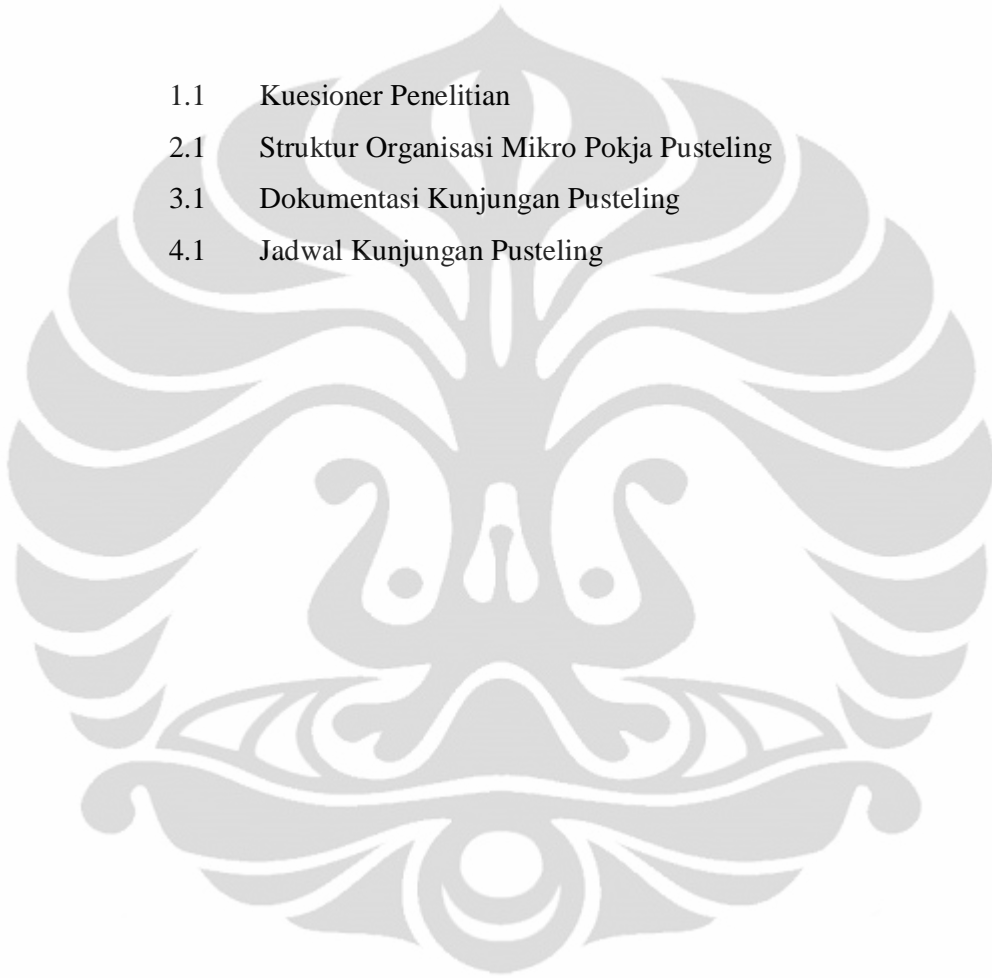 1.1 Kuesioner Penelitian
2.1 Struktur Organisasi Mikro Pokja Pusteling
3.1 Dokumentasi Kunjungan Pusteling
4.1 Jadwal Kunjungan Pusteling